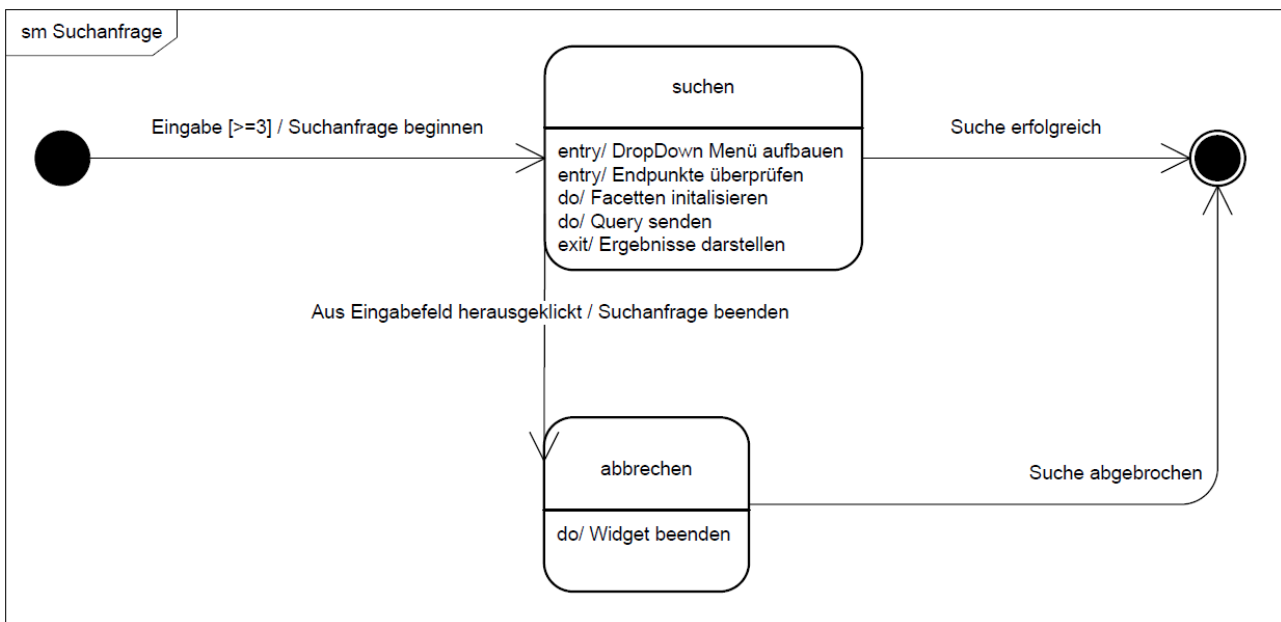 sm Suchanfrage
suchen
Eingabe [>=3] / Suchanfrage beginnen
Suche erfolgreich
entry/ DropDown Menü aufbauen
entry/ Endpunkte überprüfen
do/ Facetten initalisieren
do/ Query senden
exit/ Ergebnisse darstellen
Aus Eingabefeld herausgeklickt / Suchanfrage beenden
abbrechen
Suche abgebrochen
do/ Widget beenden